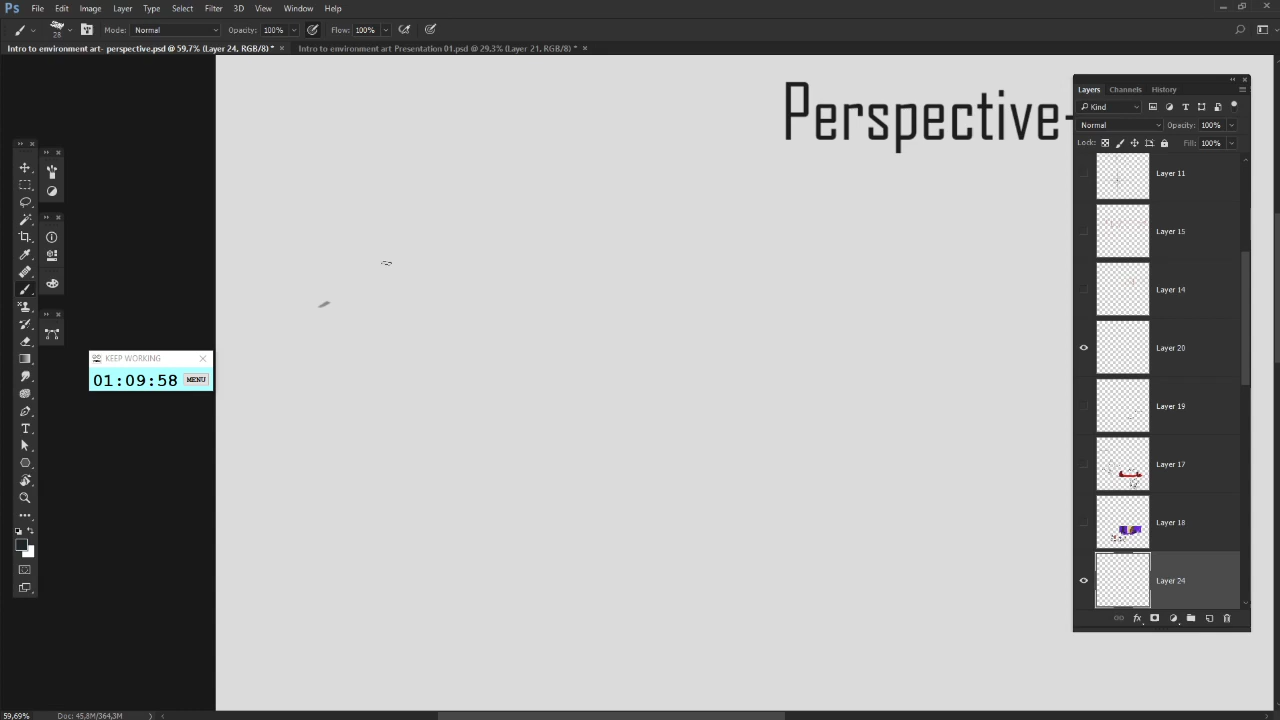 Ps File Edit Image Layer Type Select Filter 3D View Window Help
28 Mode: Normal Opacity: 100% Flow: 100%
Intro to environment art- perspective.psd @ 59,7% (Layer 24, RGB/8) * × Intro to environment art Presentation 01.psd @ 29,3% (Layer 21, RGB/8) * ×
Perspective-
Layers Channels History
Kind
Normal Opacity: 100%
Lock: Fill: 100%
Layer 11
Layer 15
Layer 14
Layer 20
Layer 19
Layer 17
Layer 18
Layer 24
KEEP WORKING
01:09:58 MENU
59,69% Doc: 45,8M/364,3M